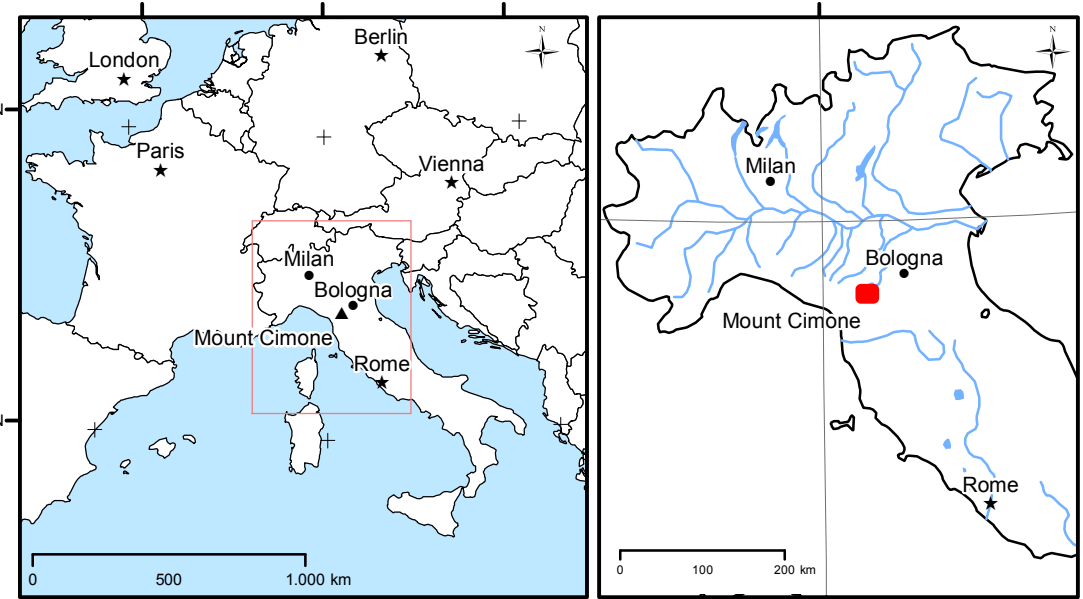 N
London
Berlin
Paris
Vienna
Milan
Bologna
Mount Cimone
Rome
0 500 1.000 km
N
Milan
Bologna
Mount Cimone
Rome
0 100 200 km